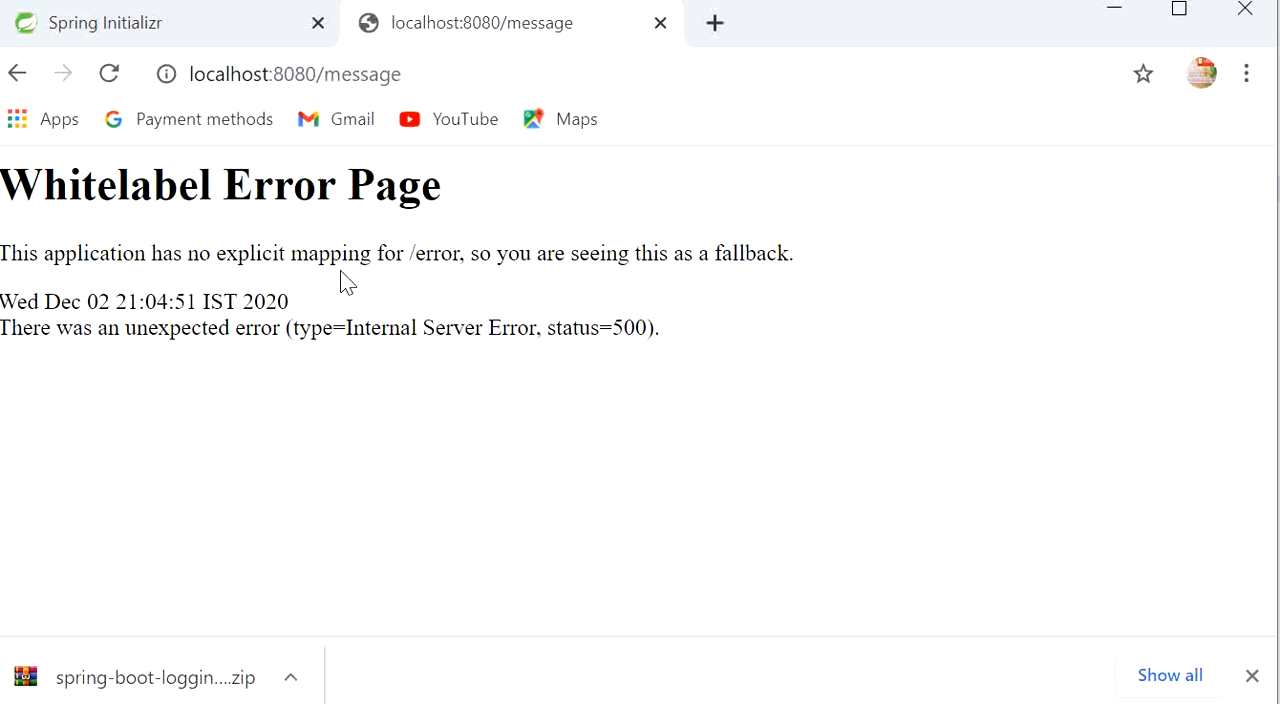 Spring Initializr
localhost:8080/message
localhost:8080/message
Apps Payment methods Gmail YouTube Maps
Whitelabel Error Page
This application has no explicit mapping for /error, so you are seeing this as a fallback.
Wed Dec 02 21:04:51 IST 2020
There was an unexpected error (type=Internal Server Error, status=500).
spring-boot-loggin....zip
Show all